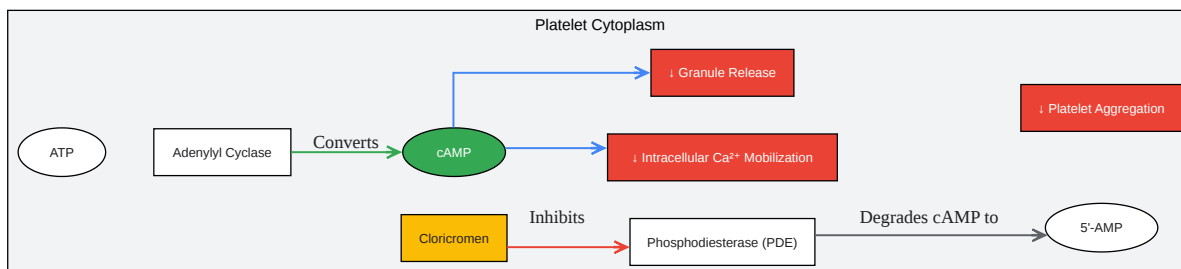 Platelet Cytoplasm
↓ Granule Release
↓ Platelet Aggregation
ATP
Adenylyl Cyclase
Converts
cAMP
↓ Intracellular Ca²⁺ Mobilization
Cloricromen
Inhibits
Phosphodiesterase (PDE)
Degrades cAMP to
5'-AMP